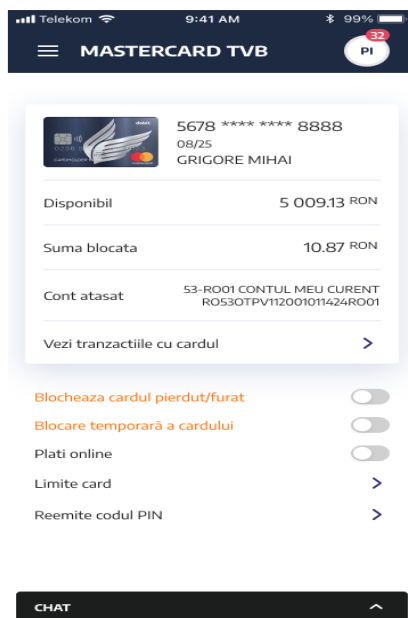 Telekom 9:41 AM 99%
32
MASTERCARD TVB PI
debit
5678 **** **** 8888
08/25
GRIGORE MIHAI
Disponibil 5 009.13 RON
Suma blocata 10.87 RON
Cont atasat 53-RO01 CONTUL MEU CURENT
RO53OTPV112001011424RO01
Vezi tranzactiile cu cardul
Blocheaza cardul pierdut/furat
Blocare temporară a cardului
Plati online
Limite card
Reemite codul PIN
CHAT